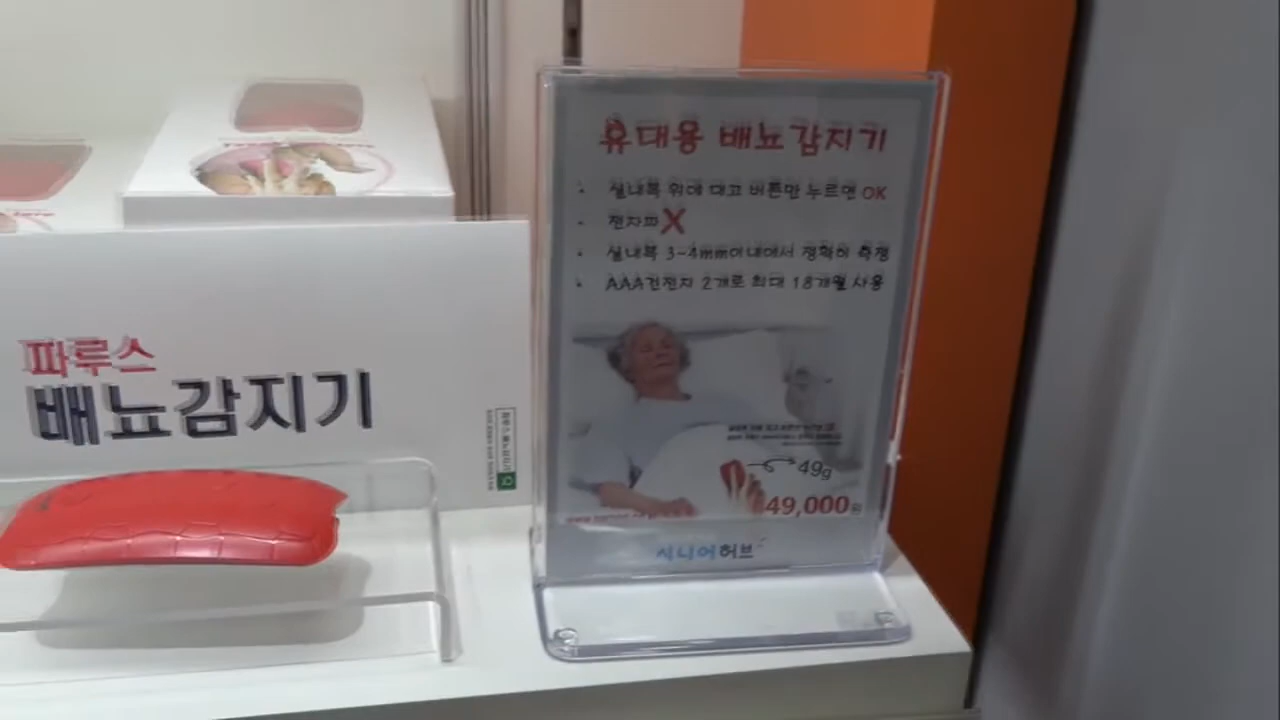 휴대용 배뇨감지기
• 실내복 위에 대고 버튼만 누르면 OK
• 전자파 X
• 실내복 3~4mm이내에서 정확히 측정
• AAA건전지 2개로 최대 18개월 사용
파루스
배뇨감지기
49g
49,000원
시니어허브